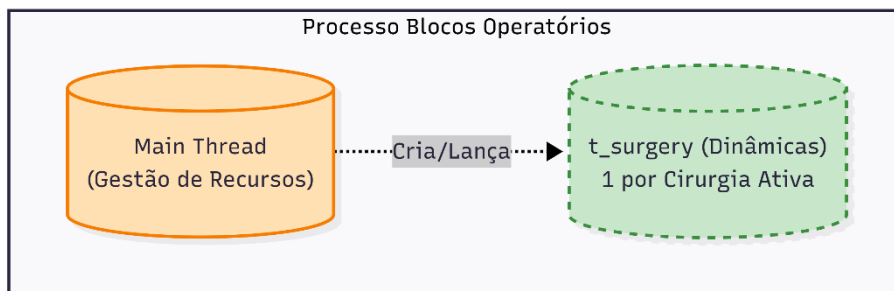 Processo Blocos Operatórios
Main Thread
(Gestão de Recursos)
Cria/Lança
t_surgery (Dinâmicas)
1 por Cirurgia Ativa